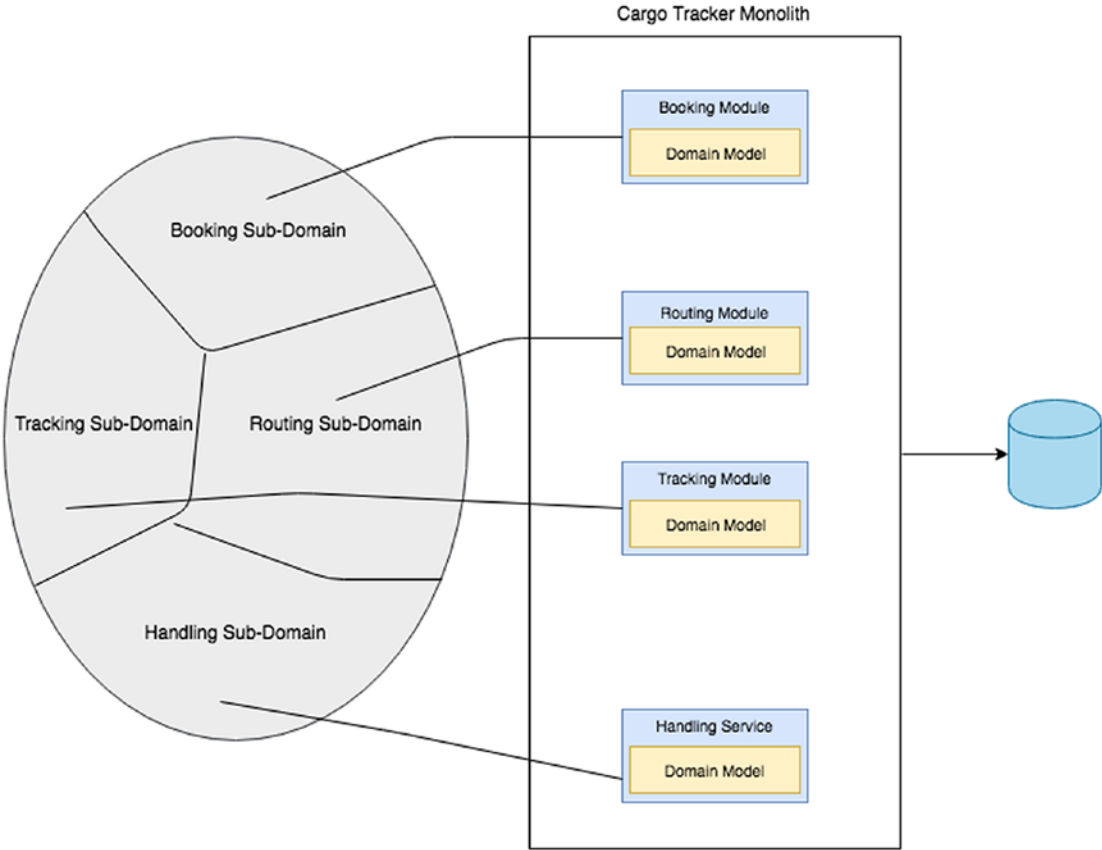 Cargo Tracker Monolith
Booking Module
Domain Model
Booking Sub-Domain
Routing Module
Domain Model
Tracking Sub-Domain
Routing Sub-Domain
Tracking Module
Domain Model
Handling Sub-Domain
Handling Service
Domain Model